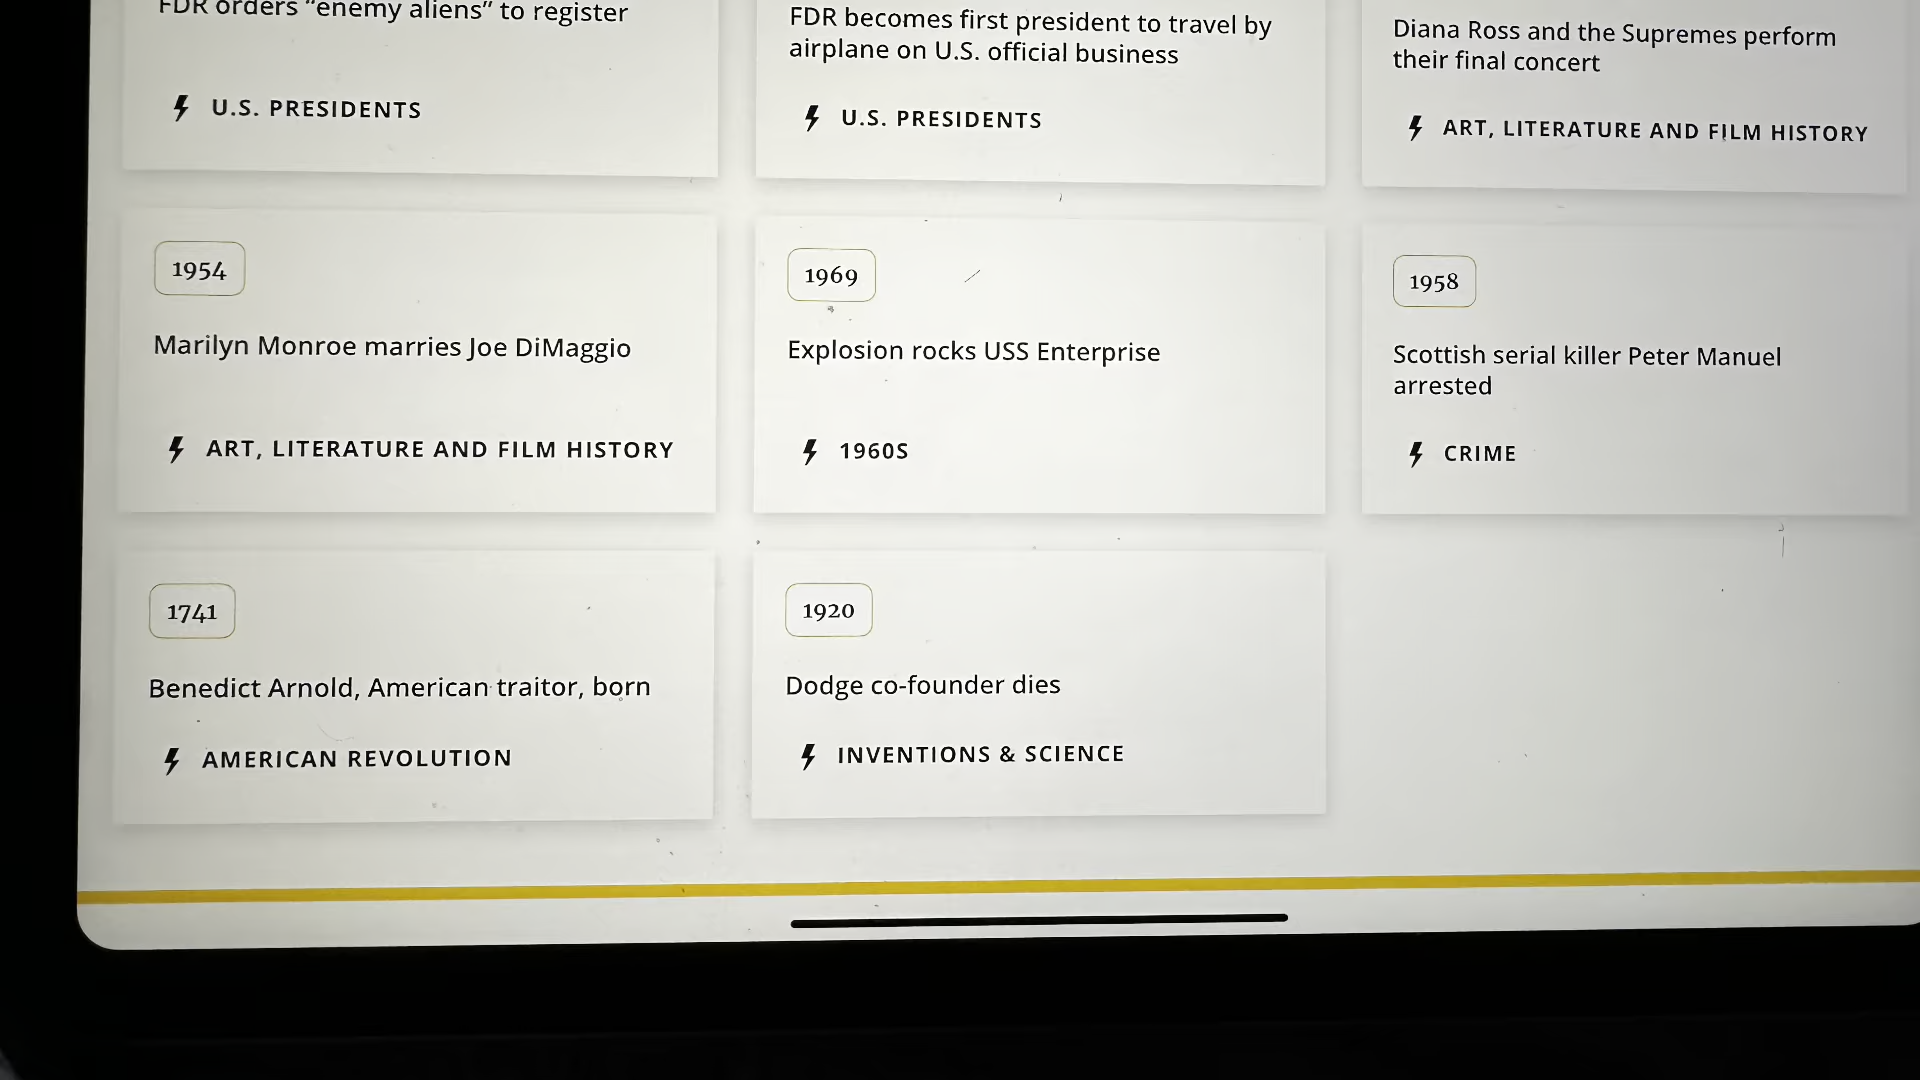 FDR orders “enemy aliens” to register
U.S. PRESIDENTS
FDR becomes first president to travel by
airplane on U.S. official business
U.S. PRESIDENTS
Diana Ross and the Supremes perform
their final concert
ART, LITERATURE AND FILM HISTORY
1954
Marilyn Monroe marries Joe DiMaggio
ART, LITERATURE AND FILM HISTORY
1969
Explosion rocks USS Enterprise
1960S
1958
Scottish serial killer Peter Manuel
arrested
CRIME
1741
Benedict Arnold, American traitor, born
AMERICAN REVOLUTION
1920
Dodge co-founder dies
INVENTIONS & SCIENCE